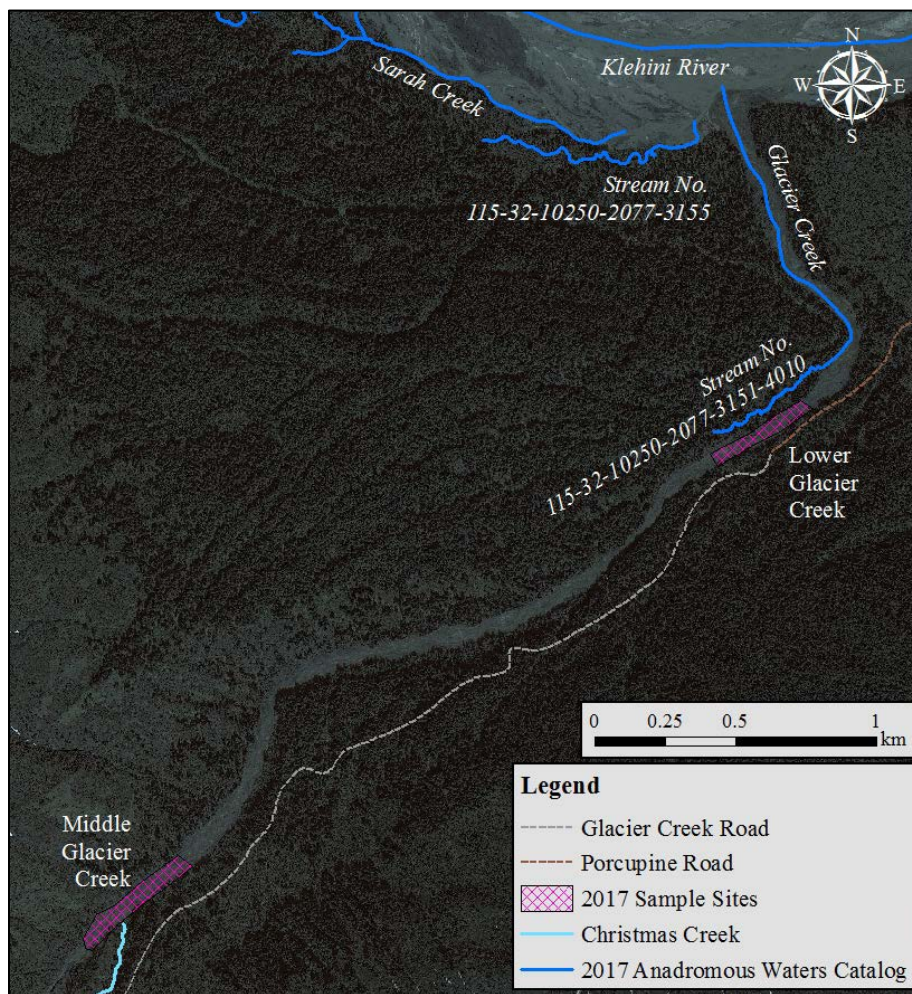 Klehini River
N
W E
S
Sarah Creek
Glacier Creek
Stream No.
115-32-10250-2077-3155
Stream No.
115-32-10250-2077-3151-4010
Lower
Glacier
Creek
0 0.25 0.5 1
km
Middle
Glacier
Creek
Legend
Glacier Creek Road
Porcupine Road
2017 Sample Sites
Christmas Creek
2017 Anadromous Waters Catalog